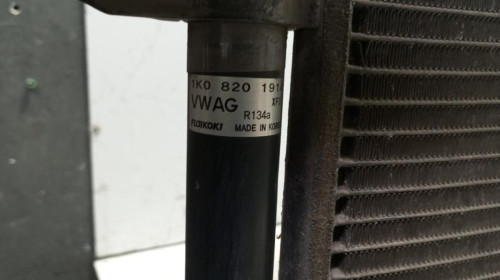 1K0 820 191
VWAG
R134a
FUJIKOKI MADE IN KOREA